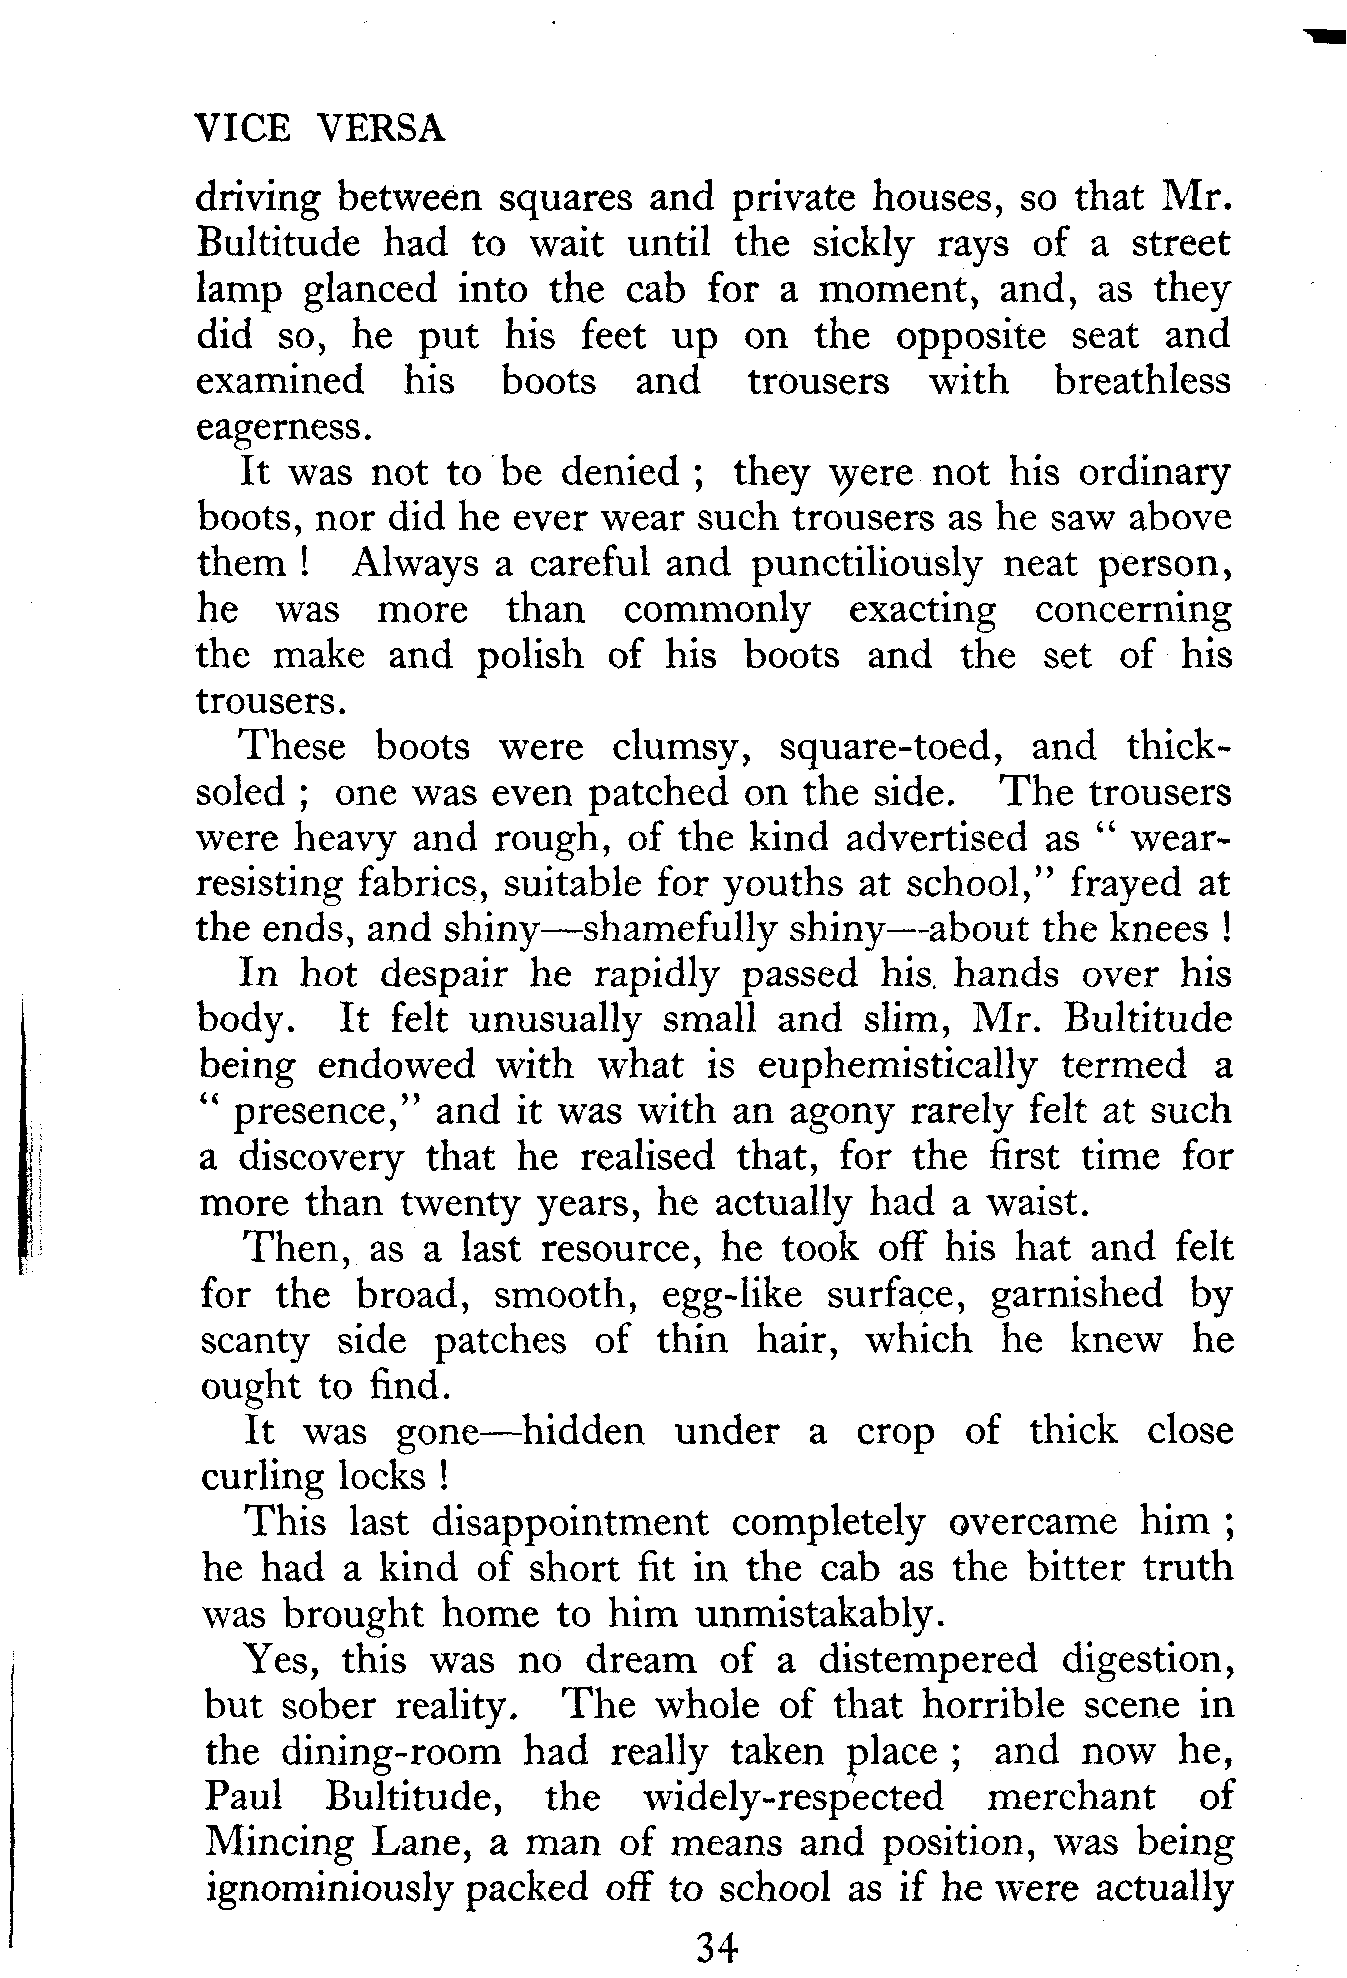 VICE VERSA
driving between squares and private houses, so that Mr.
Bultitude had to wait until the sickly rays of a street
lamp glanced into the cab for a moment, and, as they
did so, he put his feet up on the opposite seat and
examined his boots and trousers with breathless
eagerness.
It was not to be denied ; they were not his ordinary
boots, nor did he ever wear such trousers as he saw above
them ! Always a careful and punctiliously neat person,
he was more than commonly exacting concerning
the make and polish of his boots and the set of his
trousers.
These boots were clumsy, square-toed, and thick-
soled ; one was even patched on the side. The trousers
were heavy and rough, of the kind advertised as “ wear-
resisting fabrics, suitable for youths at school,” frayed at
the ends, and shiny—shamefully shiny—about the knees !
In hot despair he rapidly passed his hands over his
body. It felt unusually small and slim, Mr. Bultitude
being endowed with what is euphemistically termed a
“ presence,” and it was with an agony rarely felt at such
a discovery that he realised that, for the first time for
more than twenty years, he actually had a waist.
Then, as a last resource, he took off his hat and felt
for the broad, smooth, egg-like surface, garnished by
scanty side patches of thin hair, which he knew he
ought to find.
It was gone—hidden under a crop of thick close
curling locks !
This last disappointment completely overcame him ;
he had a kind of short fit in the cab as the bitter truth
was brought home to him unmistakably.
Yes, this was no dream of a distempered digestion,
but sober reality. The whole of that horrible scene in
the dining-room had really taken place ; and now he,
Paul Bultitude, the widely-respected merchant of
Mincing Lane, a man of means and position, was being
ignominiously packed off to school as if he were actually
34